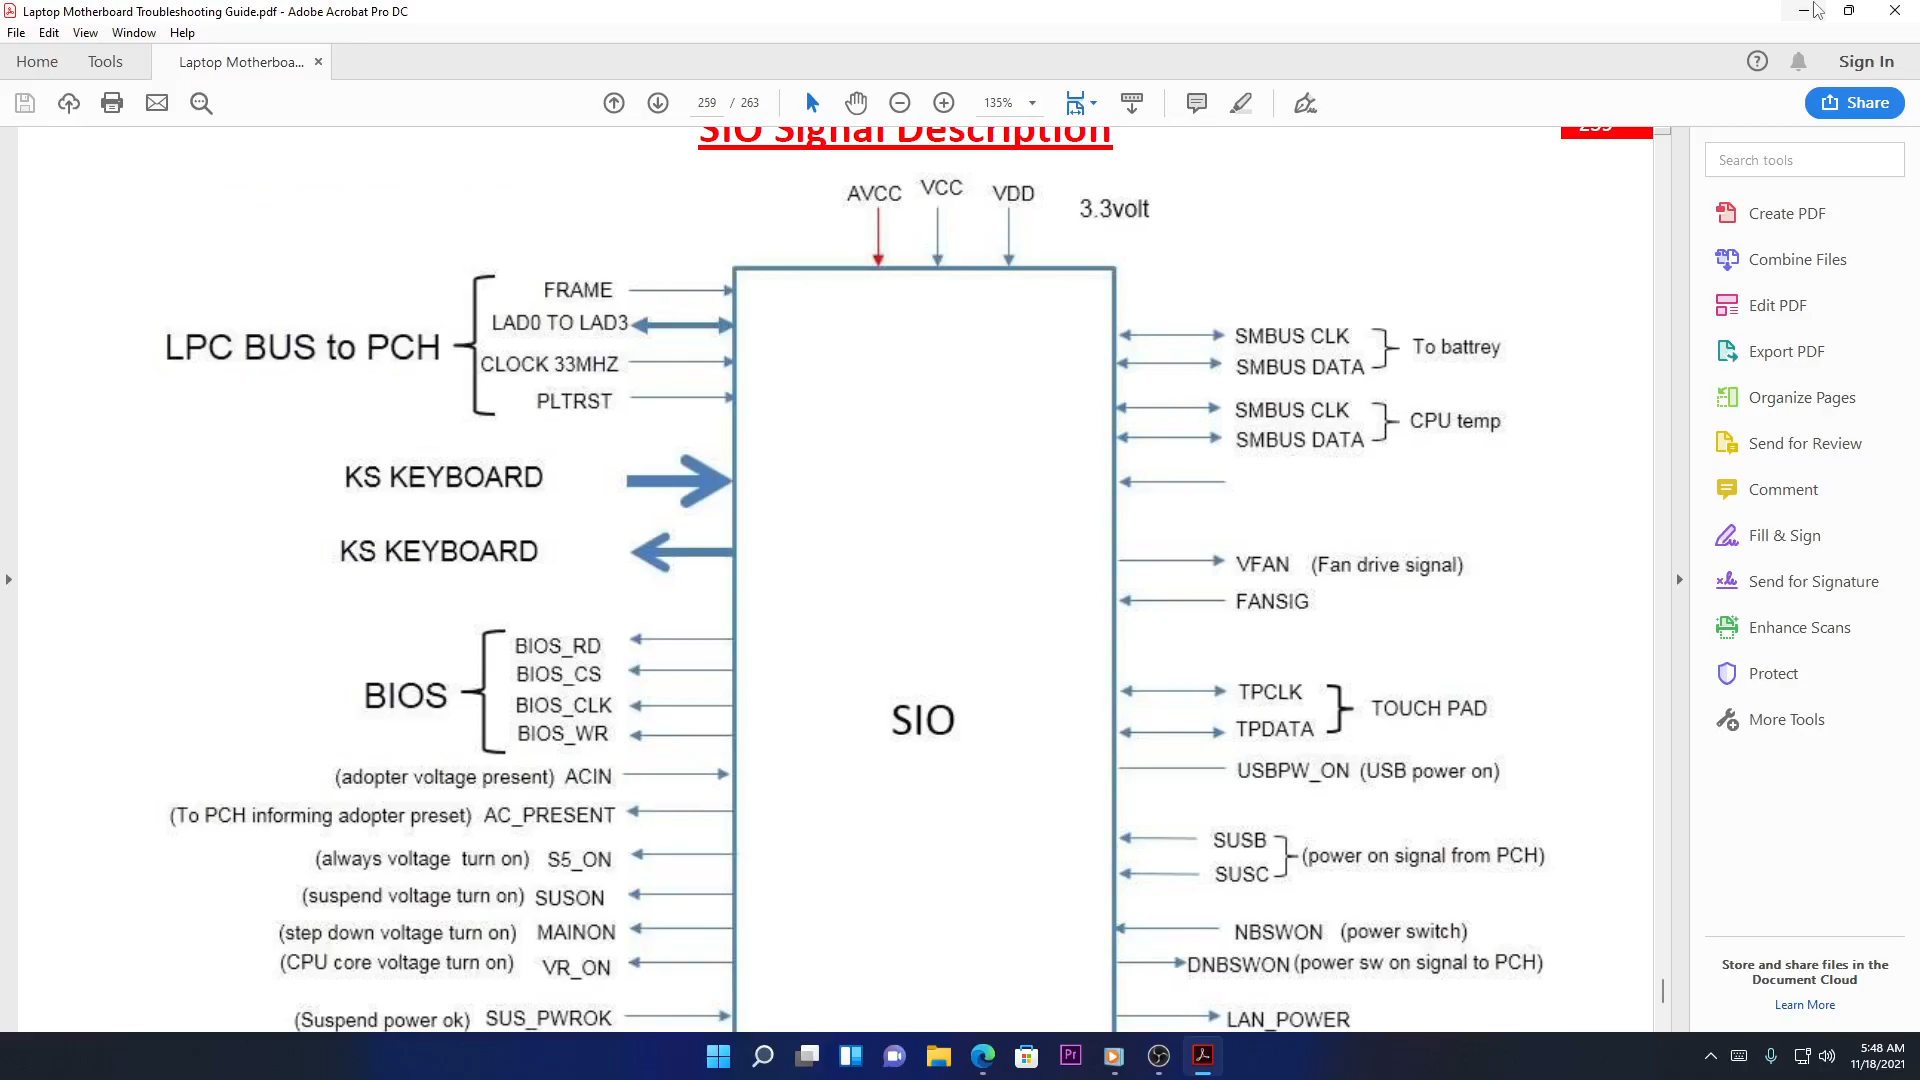 Laptop Motherboard Troubleshooting Guide.pdf - Adobe Acrobat Pro DC
File Edit View Window Help
Home Tools Laptop Motherboa... ×
Sign In
259 / 263 135%
Share
SIO Signal Description
259
Search tools
Create PDF
Combine Files
Edit PDF
Export PDF
Organize Pages
Send for Review
Comment
Fill & Sign
Send for Signature
Enhance Scans
Protect
More Tools
Store and share files in the
Document Cloud
Learn More
AVCC VCC VDD 3.3volt
LPC BUS to PCH
FRAME
LAD0 TO LAD3
CLOCK 33MHZ
PLTRST
KS KEYBOARD
KS KEYBOARD
BIOS
BIOS_RD
BIOS_CS
BIOS_CLK
BIOS_WR
(adopter voltage present) ACIN
(To PCH informing adopter preset) AC_PRESENT
(always voltage turn on) S5_ON
(suspend voltage turn on) SUSON
(step down voltage turn on) MAINON
(CPU core voltage turn on) VR_ON
(Suspend power ok) SUS_PWROK
SIO
SMBUS CLK
SMBUS DATA
To battrey
SMBUS CLK
SMBUS DATA
CPU temp
VFAN (Fan drive signal)
FANSIG
TPCLK
TPDATA
TOUCH PAD
USBPW_ON (USB power on)
SUSB
SUSC
(power on signal from PCH)
NBSWON (power switch)
DNBSWON (power sw on signal to PCH)
LAN_POWER
Pr
5:48 AM
11/18/2021